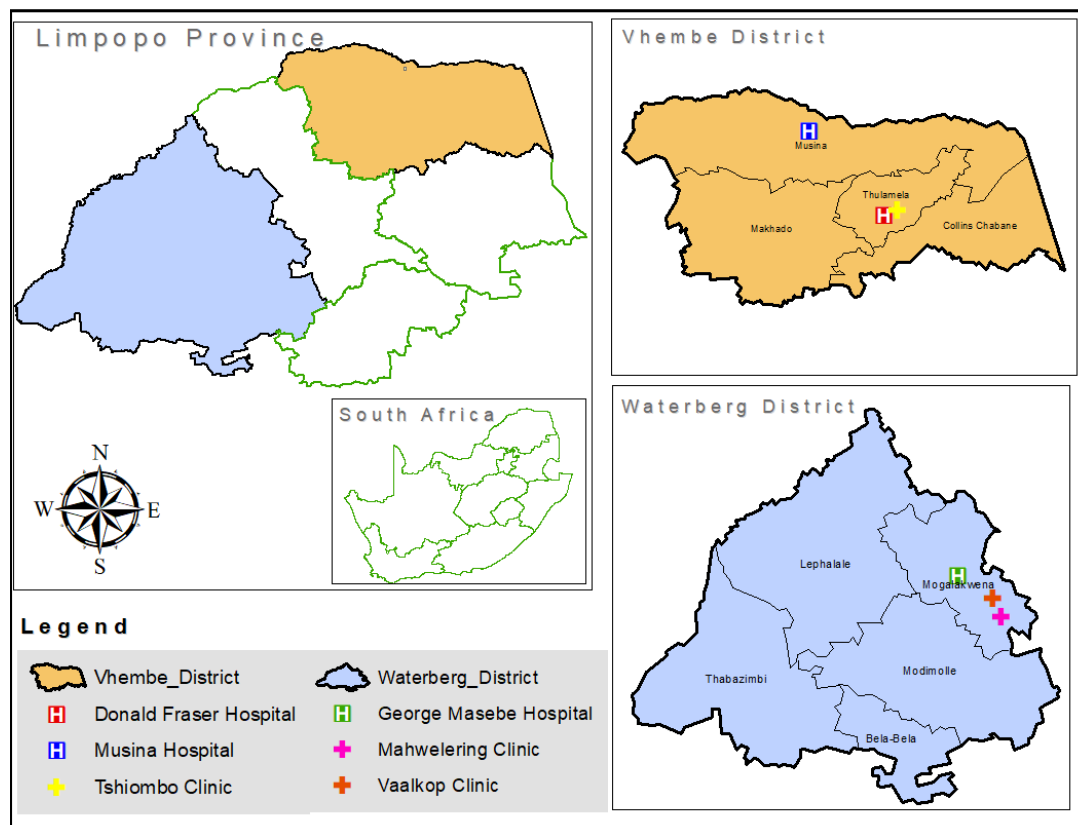 Limpopo Province
Vhembe District
H
Musina
Thulamela
H
Makhado
Collins Chabane
South Africa
N
W E
S
Waterberg District
Lephalale
H
Mogalakwena
Thabazimbi
Modimolle
Bela-Bela
Legend
Vhembe_District
Waterberg_District
H Donald Fraser Hospital
H George Masebe Hospital
H Musina Hospital
Mahwelering Clinic
Tshiombo Clinic
Vaalkop Clinic